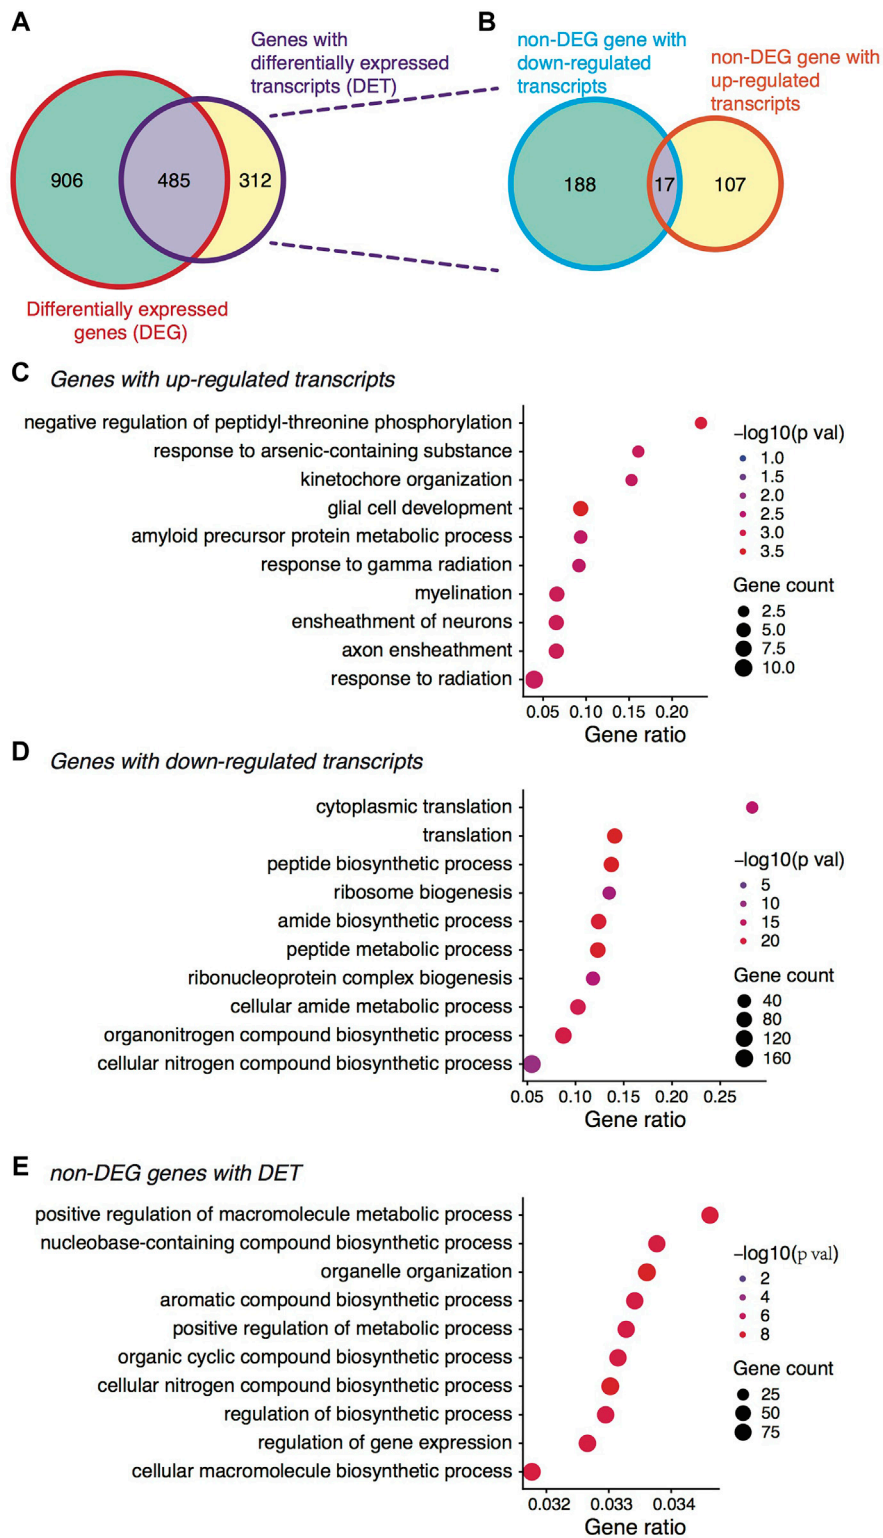 A
B
Genes with
differentially expressed
transcripts (DET)
non-DEG gene with
down-regulated
transcripts
non-DEG gene with
up-regulated
transcripts
906
485
312
188
17
107
Differentially expressed
genes (DEG)
C
Genes with up-regulated transcripts
negative regulation of peptidyl-threonine phosphorylation
response to arsenic-containing substance
kinetochore organization
glial cell development
amyloid precursor protein metabolic process
response to gamma radiation
myelination
ensheathment of neurons
axon ensheathment
response to radiation
0.05 0.10 0.15 0.20
Gene ratio
–log10(p val)
1.0
1.5
2.0
2.5
3.0
3.5
Gene count
2.5
5.0
7.5
10.0
D
Genes with down-regulated transcripts
cytoplasmic translation
translation
peptide biosynthetic process
ribosome biogenesis
amide biosynthetic process
peptide metabolic process
ribonucleoprotein complex biogenesis
cellular amide metabolic process
organonitrogen compound biosynthetic process
cellular nitrogen compound biosynthetic process
0.05 0.10 0.15 0.20 0.25
Gene ratio
–log10(p val)
5
10
15
20
Gene count
40
80
120
160
E
non-DEG genes with DET
positive regulation of macromolecule metabolic process
nucleobase-containing compound biosynthetic process
organelle organization
aromatic compound biosynthetic process
positive regulation of metabolic process
organic cyclic compound biosynthetic process
cellular nitrogen compound biosynthetic process
regulation of biosynthetic process
regulation of gene expression
cellular macromolecule biosynthetic process
0.032 0.033 0.034
Gene ratio
–log10(p val)
2
4
6
8
Gene count
25
50
75